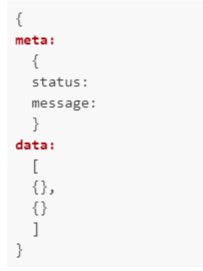 {
meta:
{
status:
message:
}
data:
[
{},
{}
]
}